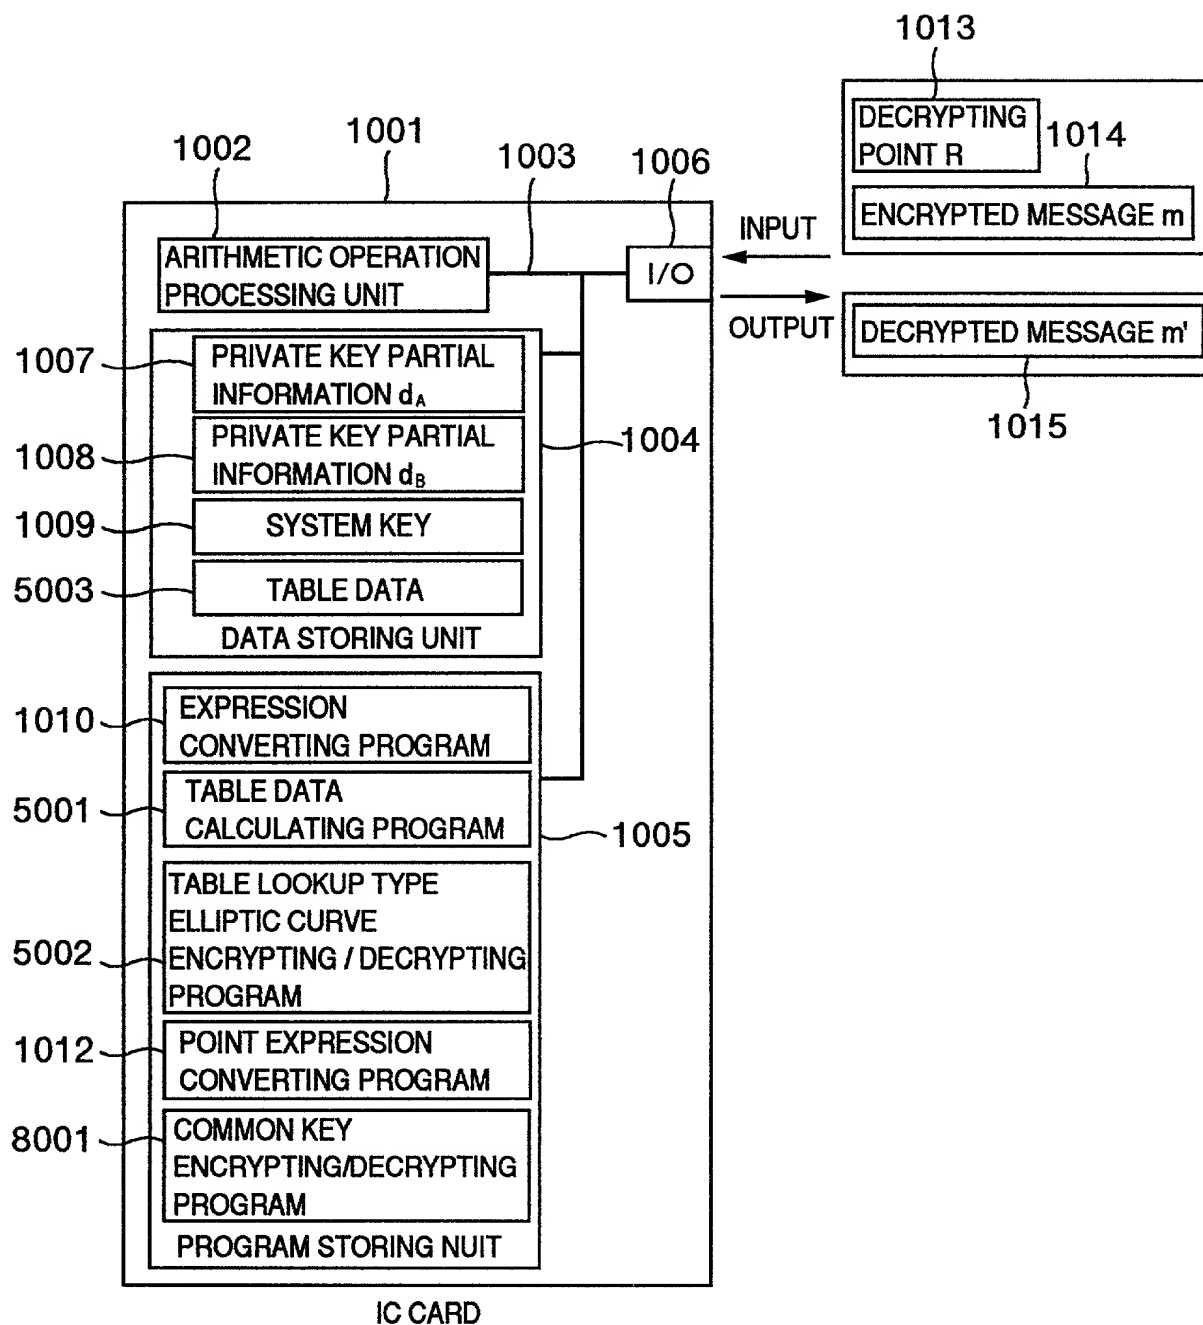 1013
DECRYPTING
POINT R
1014
ENCRYPTED MESSAGE m
1001
1002
1003
1006
INPUT
ARITHMETIC OPERATION
PROCESSING UNIT
I/O
OUTPUT
DECRYPTED MESSAGE m'
1015
1007
PRIVATE KEY PARTIAL
INFORMATION dA
1004
1008
PRIVATE KEY PARTIAL
INFORMATION dB
1009
SYSTEM KEY
5003
TABLE DATA
DATA STORING UNIT
1010
EXPRESSION
CONVERTING PROGRAM
5001
TABLE DATA
CALCULATING PROGRAM
1005
TABLE LOOKUP TYPE
ELLIPTIC CURVE
5002
ENCRYPTING / DECRYPTING
PROGRAM
1012
POINT EXPRESSION
CONVERTING PROGRAM
8001
COMMON KEY
ENCRYPTING/DECRYPTING
PROGRAM
PROGRAM STORING NUIT
IC CARD